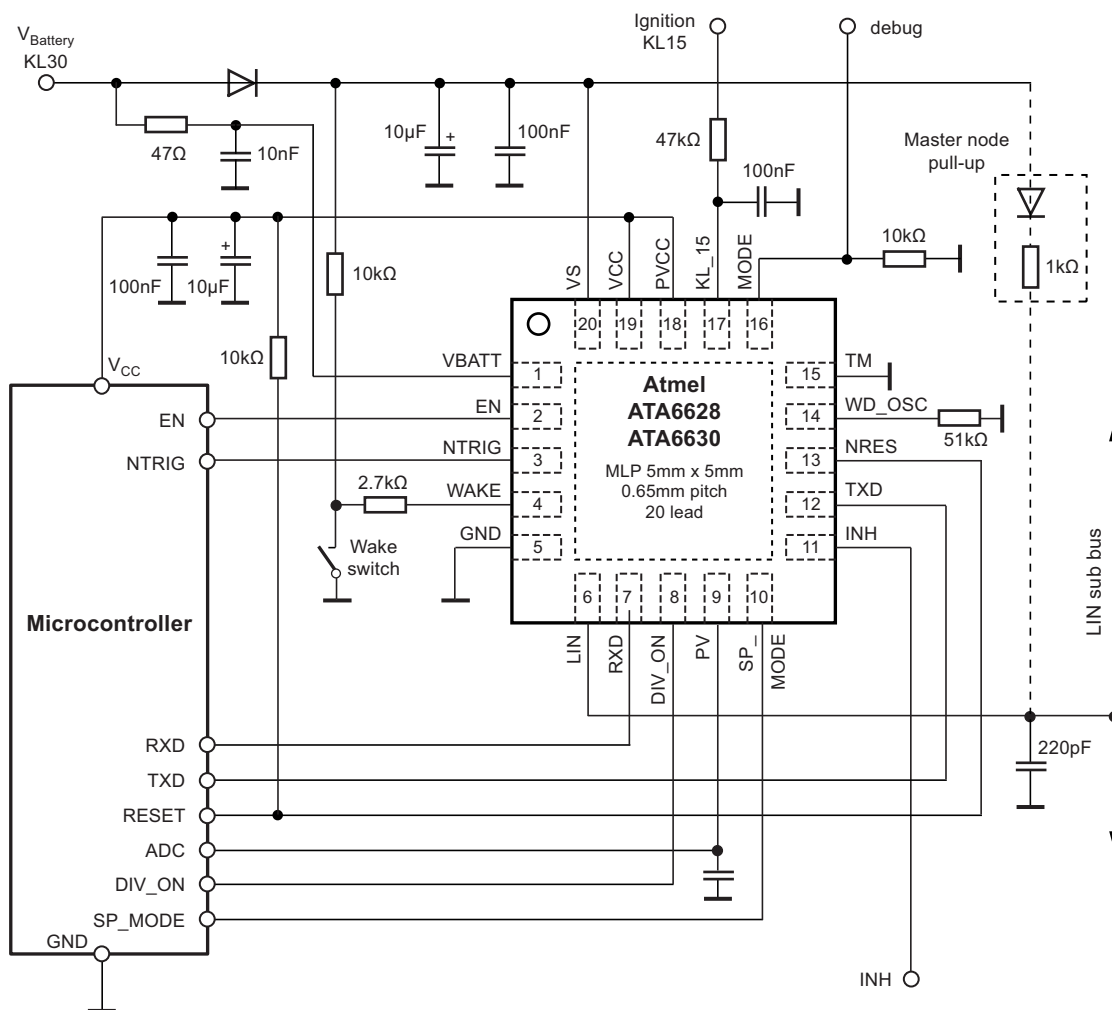 V_Battery
KL30
Ignition
KL15
debug
47Ω
10nF
10µF
+
100nF
47kΩ
100nF
Master node
pull-up
1kΩ
10kΩ
100nF
10µF
+
10kΩ
10kΩ
VS
VCC
PVCC
KL_15
MODE
20
19
18
17
16
VBATT
1
EN
2
NTRIG
3
WAKE
4
GND
5
2.7kΩ
Wake
switch
Atmel
ATA6628
ATA6630
MLP 5mm x 5mm
0.65mm pitch
20 lead
15
TM
14
WD_OSC
51kΩ
13
NRES
12
TXD
11
INH
6
7
8
9
10
LIN
RXD
DIV_ON
PV
SP_
MODE
LIN sub bus
220pF
INH
V_CC
EN
NTRIG
Microcontroller
RXD
TXD
RESET
ADC
DIV_ON
SP_MODE
GND